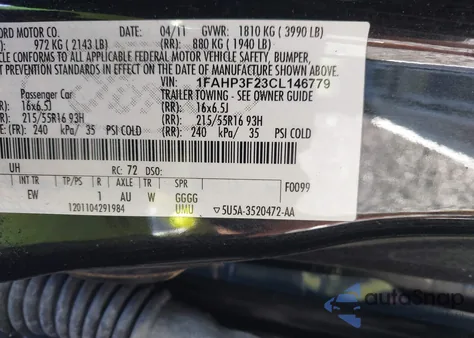 ORD MOTOR CO. DATE: 04/11 GVWR: 1810 KG ( 3990 LB)
972 KG ( 2143 LB) (RR): 880 KG ( 1940 LB)
ICLE CONFORMS TO ALL APPLICABLE FEDERAL MOTOR VEHICLE SAFETY, BUMPER,
FT PREVENTION STANDARDS IN EFFECT ON THE DATE OF MANUFACTURE SHOWN
VIN: 1FAHP3F23CL146779
Passenger Car TRAILER TOWING - SEE OWNER GUIDE
16x6.5J 16x6.5J
215/55R16 93H 215/55R16 93H
(FR): 240 kPa/ 35 PSI COLD (RR): 240 kPa/ 35 PSI COLD
UH RC: 72 DSO:
INT TR TP/PS R AXLE TR SPR F0099
EW 1 AU W GGGG
1201104291984 UMU ▽5U5A-3520472-AA
autoSnap